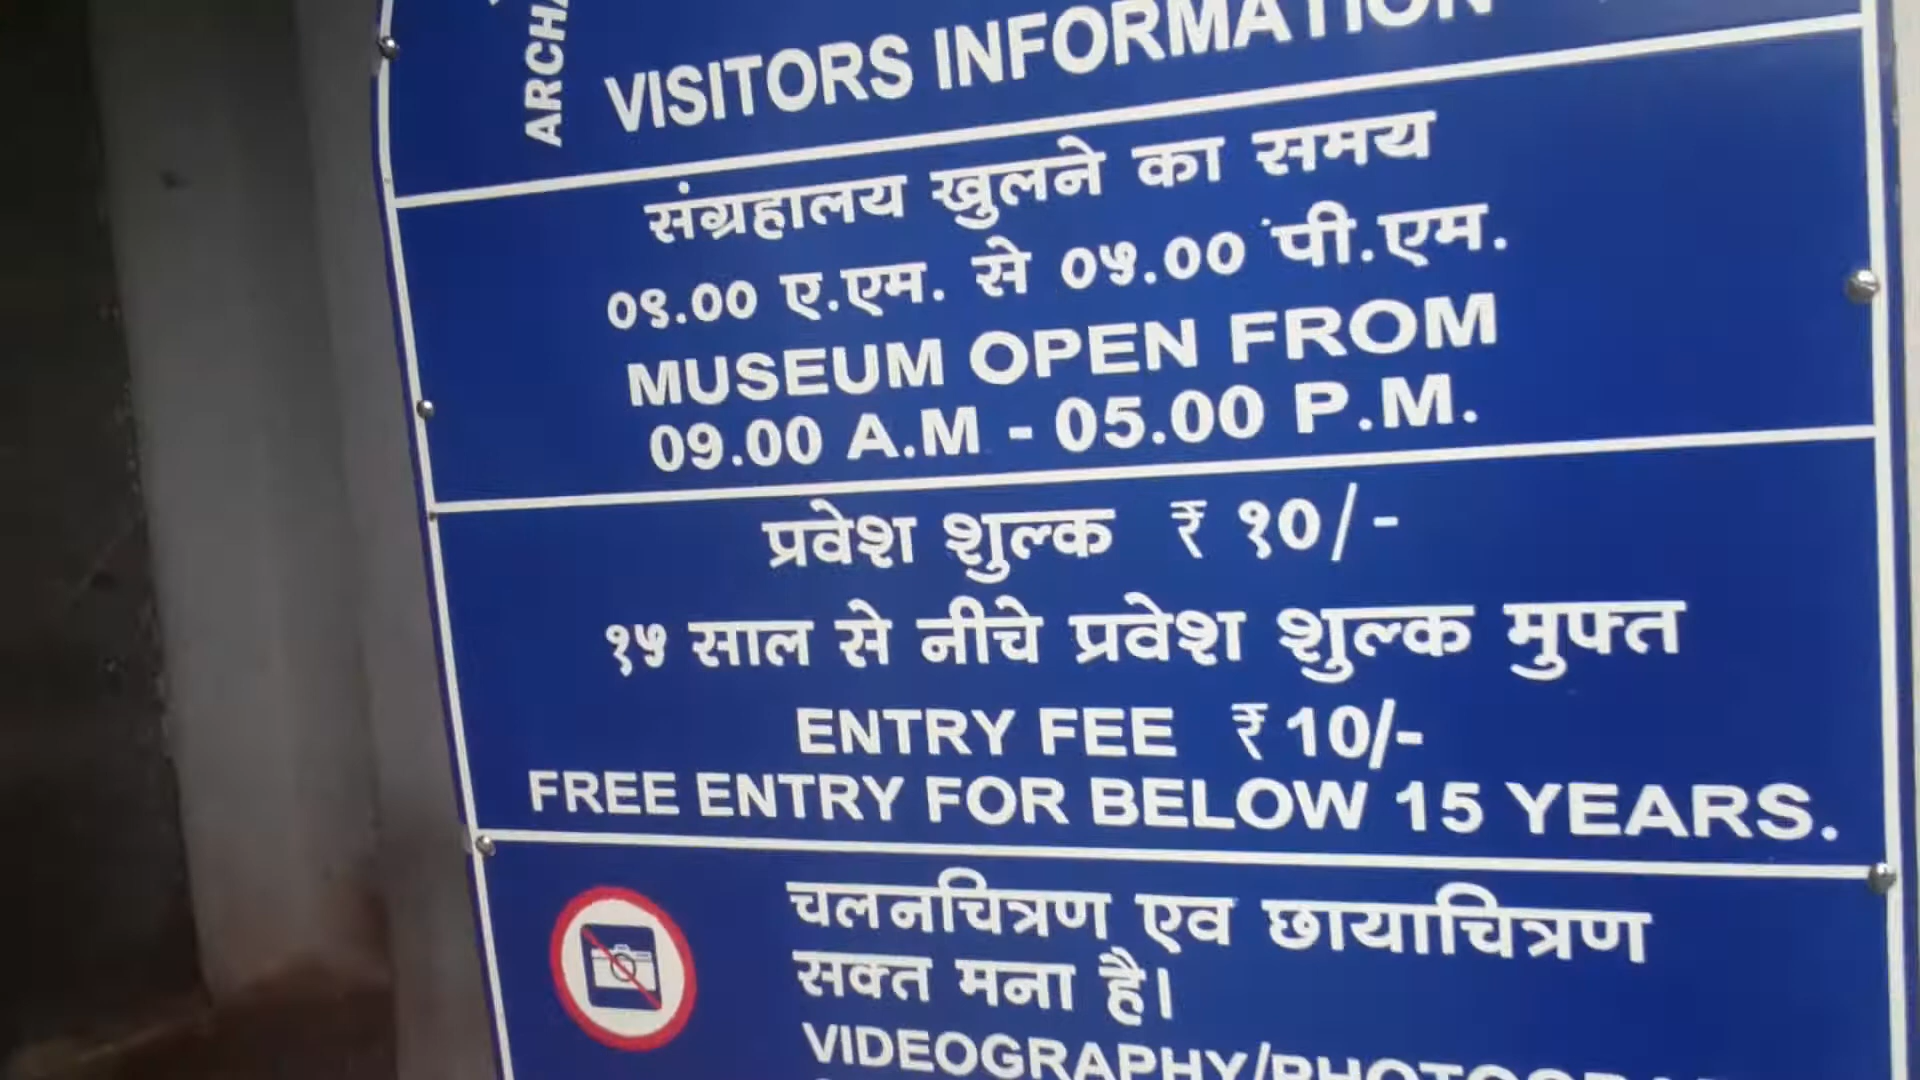 VISITORS INFORMATION
संग्रहालय खुलने का समय
०९.०० ए.एम. से ०५.०० पी.एम.
MUSEUM OPEN FROM
09.00 A.M - 05.00 P.M.
प्रवेश शुल्क ₹ १०/-
१५ साल से नीचे प्रवेश शुल्क मुफ्त
ENTRY FEE ₹ 10/-
FREE ENTRY FOR BELOW 15 YEARS.
चलनचित्रण एव छायाचित्रण
सक्त मना है।